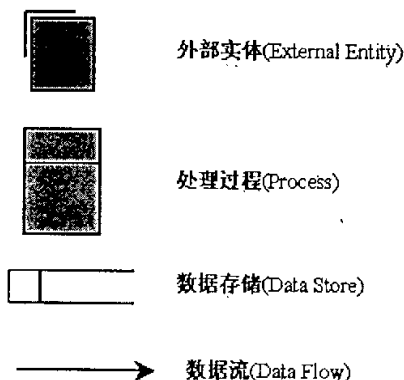 外部实体(External Entity)
处理过程(Process)
数据存储(Data Store)
数据流(Data Flow)